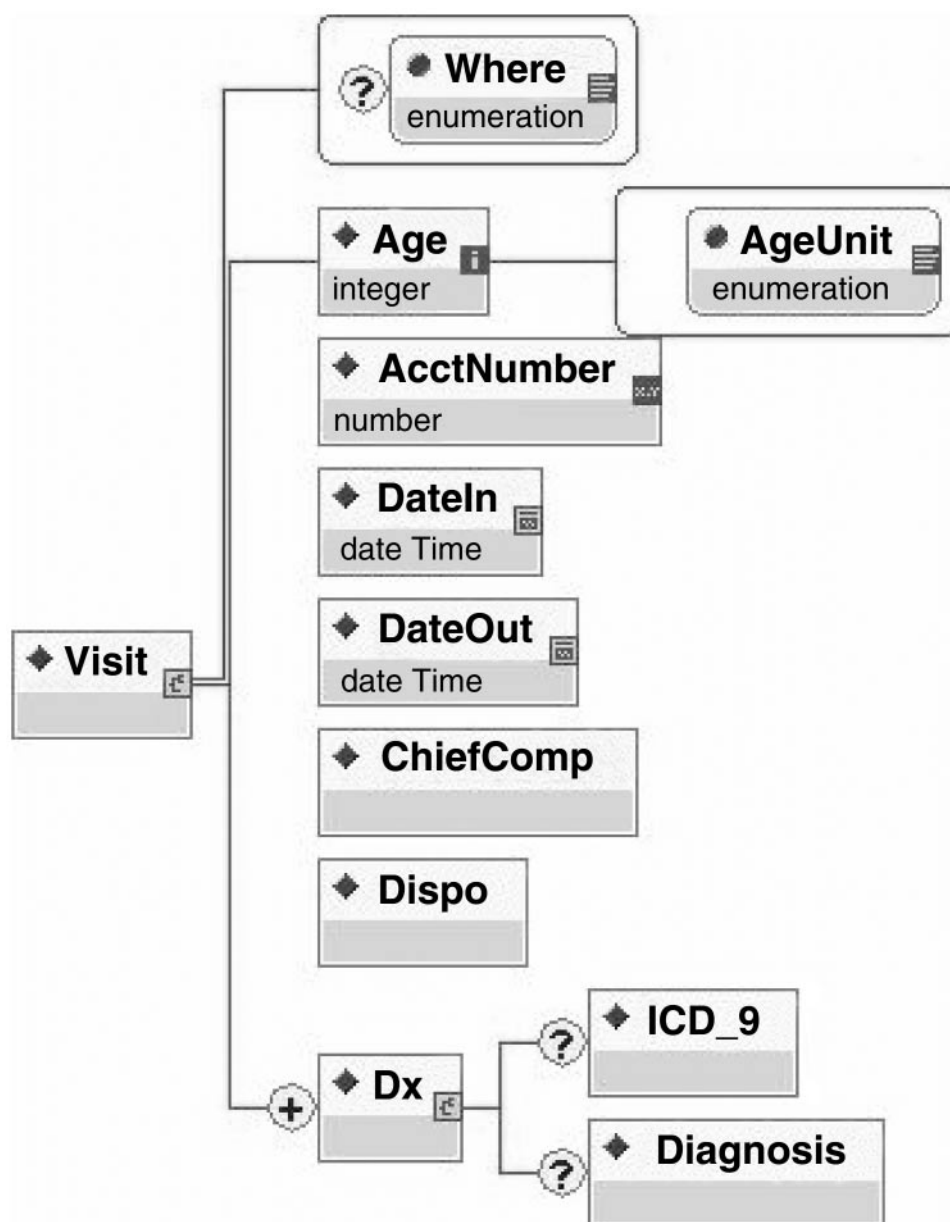 ? Where
enumeration
Age i
integer
AgeUnit
enumeration
AcctNumber
number
DateIn
date Time
DateOut
date Time
Visit
ChiefComp
Dispo
+ Dx
? ICD_9
? Diagnosis